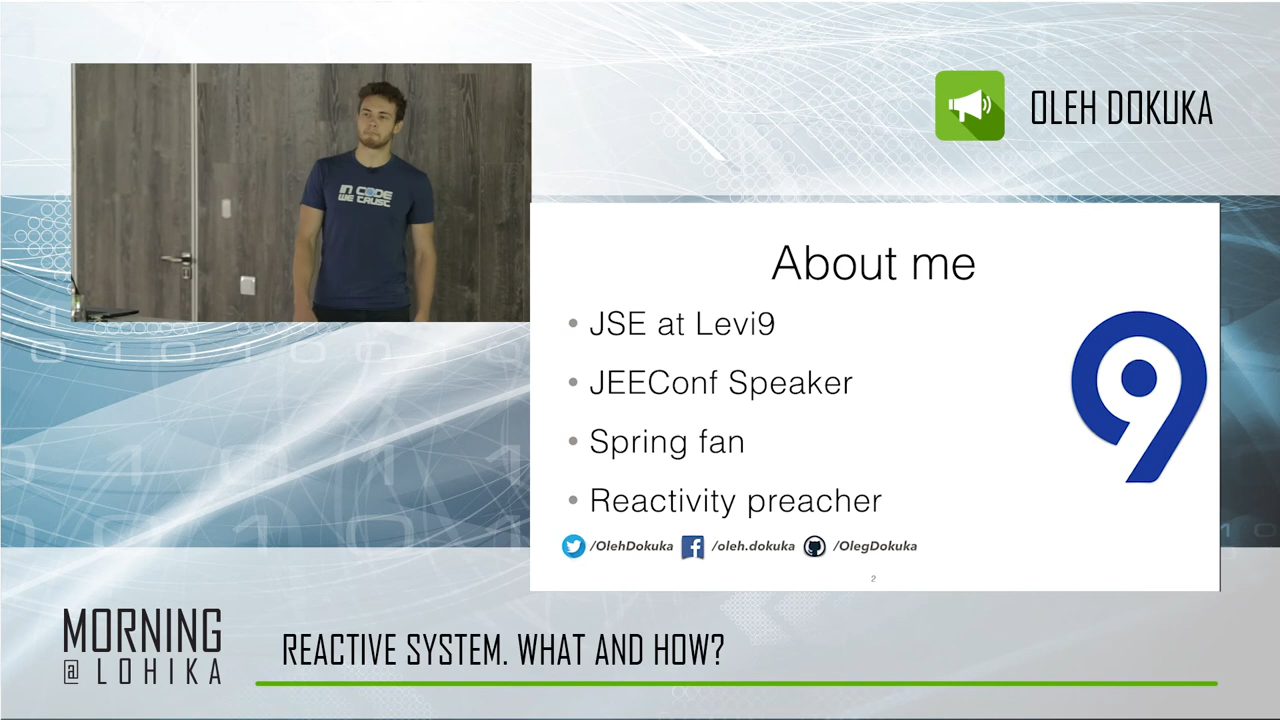 OLEH DOKUKA
IN CODE
WE TRUST
About me
• JSE at Levi9
• JEEConf Speaker
• Spring fan
• Reactivity preacher
/OlehDokuka /oleh.dokuka /OlegDokuka
2
9
MORNING
@ LOHIKA
REACTIVE SYSTEM. WHAT AND HOW?